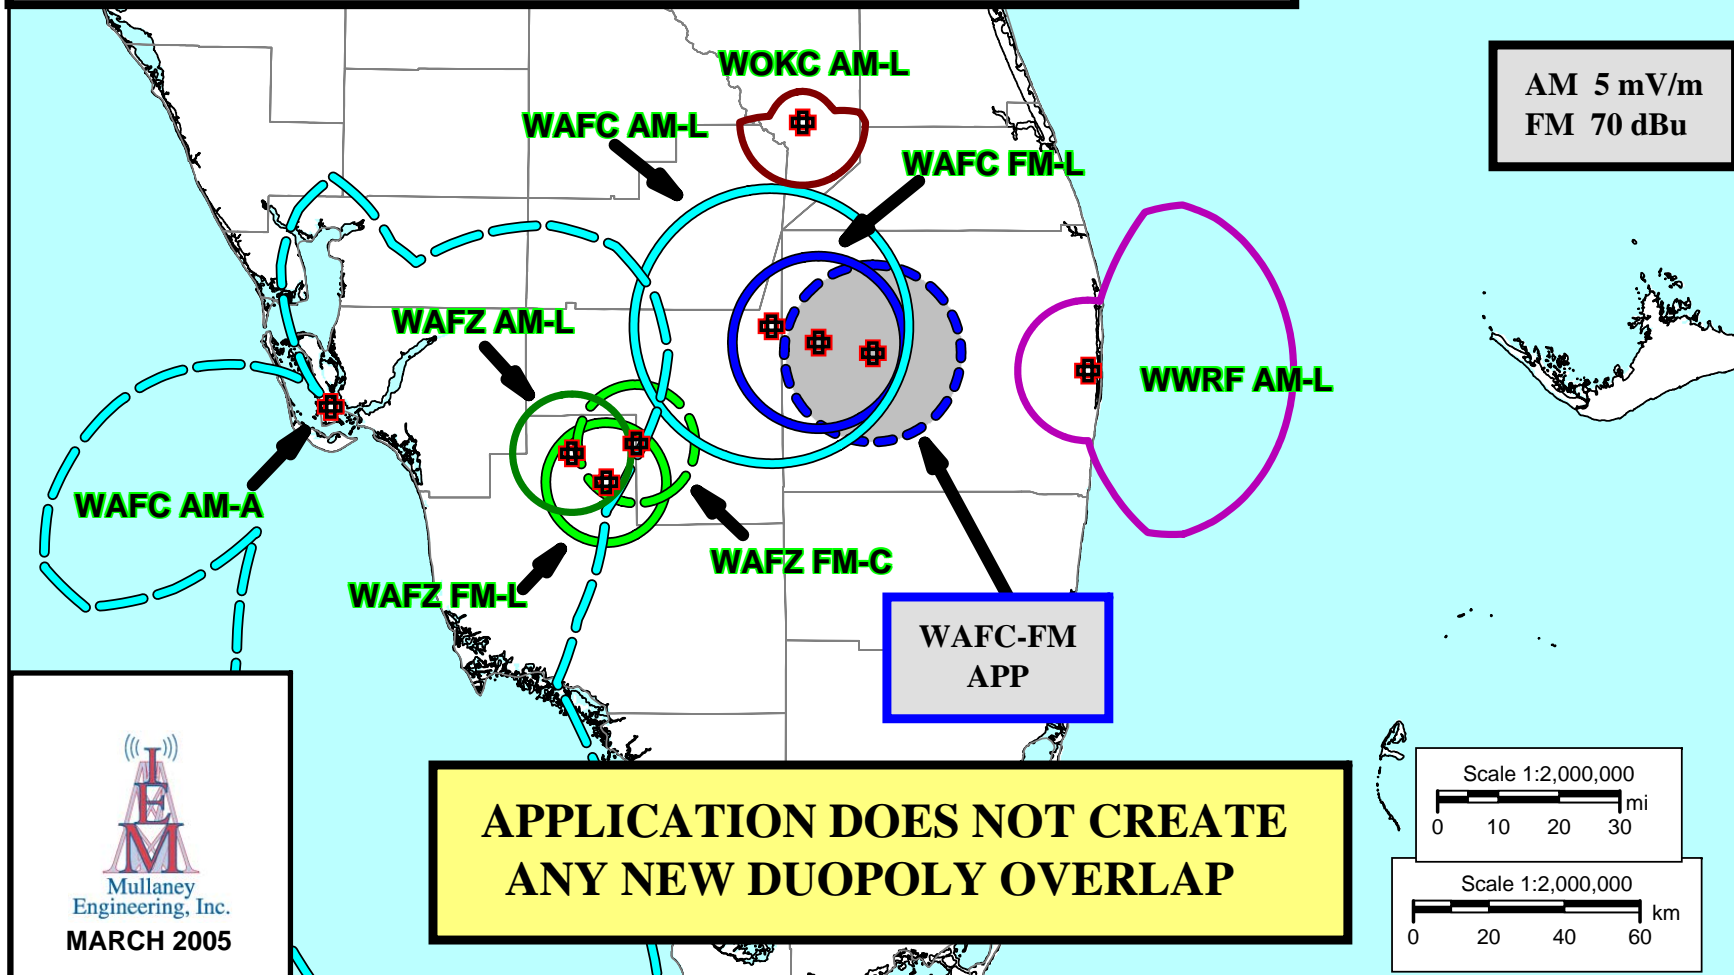 WOKC AM-L
AM 5 mV/m
FM 70 dBu
WAFC AM-L
WAFC FM-L
WAFZ AM-L
WWRF AM-L
WAFC AM-A
WAFZ FM-C
WAFZ FM-L
WAFC-FM
APP
I
E
M
Mullaney
Engineering, Inc.
MARCH 2005
APPLICATION DOES NOT CREATE
ANY NEW DUOPOLY OVERLAP
Scale 1:2,000,000
mi
0 10 20 30
Scale 1:2,000,000
km
0 20 40 60